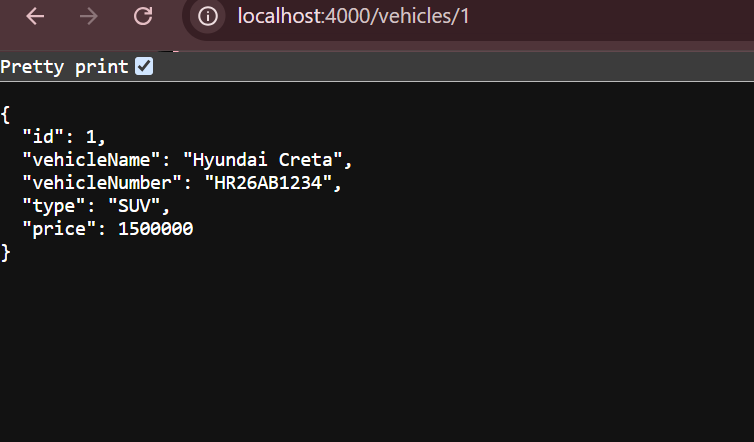 localhost:4000/vehicles/1
Pretty print
{
  "id": 1,
  "vehicleName": "Hyundai Creta",
  "vehicleNumber": "HR26AB1234",
  "type": "SUV",
  "price": 1500000
}